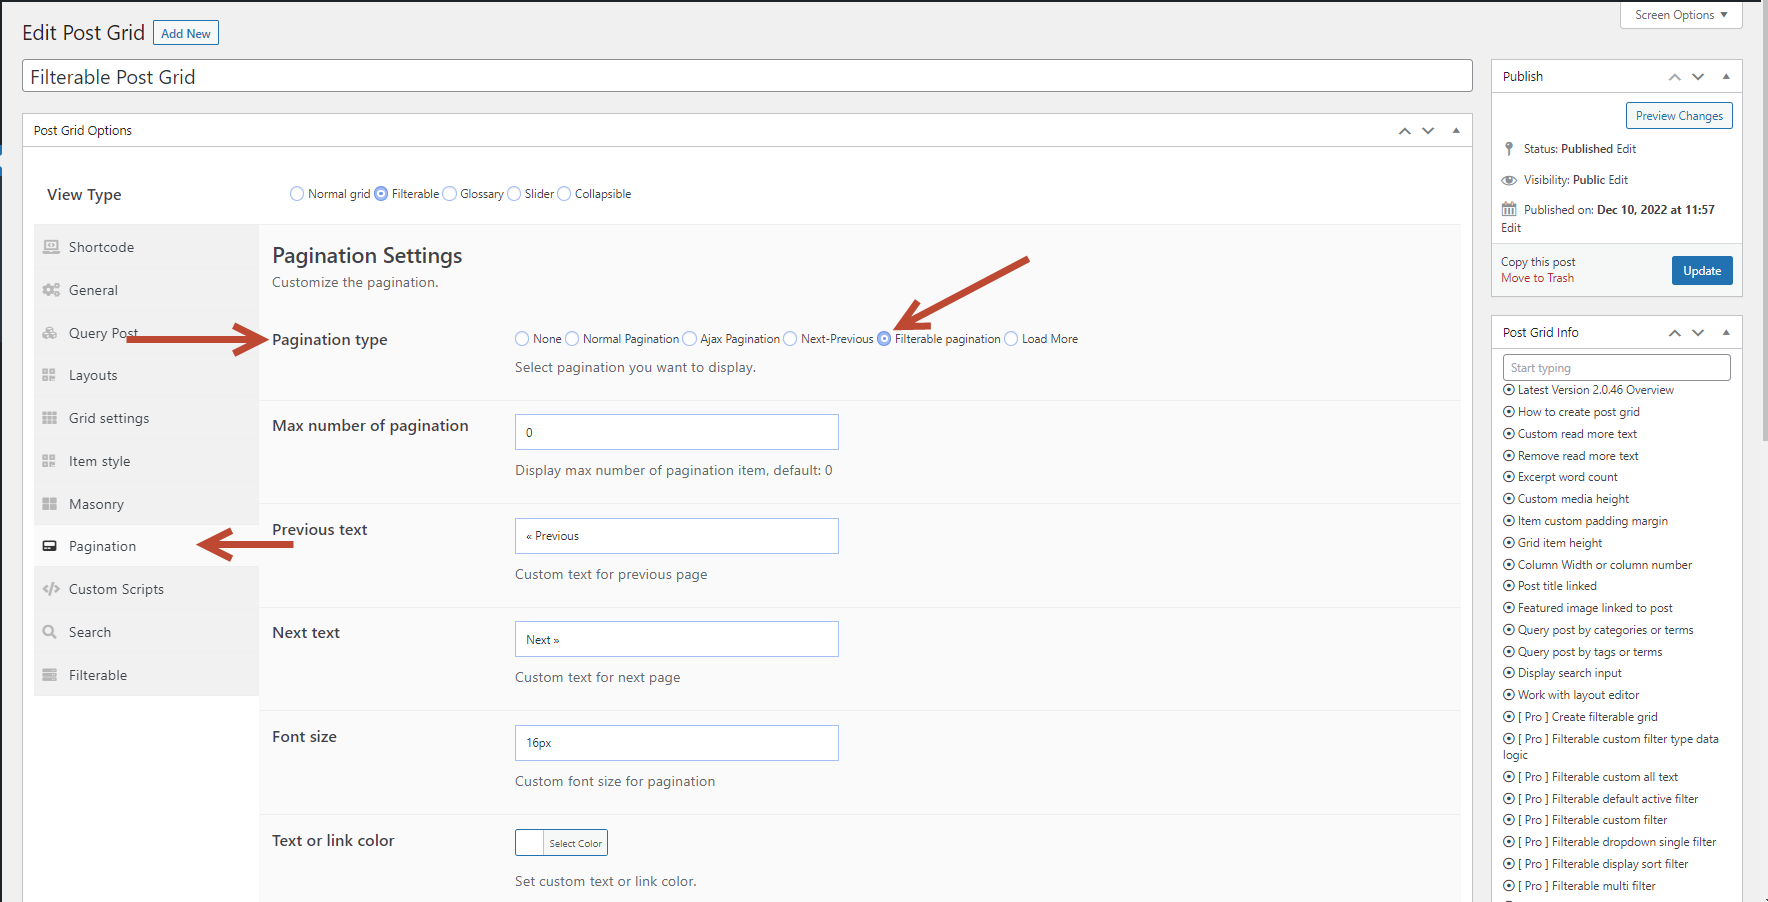 Screen Options ▼
Edit Post Grid Add New
Filterable Post Grid
Post Grid Options
View Type
Normal grid Filterable Glossary Slider Collapsible
Shortcode
General
Query Post
Layouts
Grid settings
Item style
Masonry
Pagination
Custom Scripts
Search
Filterable
Pagination Settings
Customize the pagination.
Pagination type
None Normal Pagination Ajax Pagination Next-Previous Filterable pagination Load More
Select pagination you want to display.
Max number of pagination
0
Display max number of pagination item, default: 0
Previous text
« Previous
Custom text for previous page
Next text
Next »
Custom text for next page
Font size
16px
Custom font size for pagination
Text or link color
Select Color
Set custom text or link color.
Publish
Preview Changes
Status: Published Edit
Visibility: Public Edit
Published on: Dec 10, 2022 at 11:57
Edit
Copy this post
Move to Trash
Update
Post Grid Info
Start typing
Latest Version 2.0.46 Overview
How to create post grid
Custom read more text
Remove read more text
Excerpt word count
Custom media height
Item custom padding margin
Grid item height
Column Width or column number
Post title linked
Featured image linked to post
Query post by categories or terms
Query post by tags or terms
Display search input
Work with layout editor
[ Pro ] Create filterable grid
[ Pro ] Filterable custom filter type data
logic
[ Pro ] Filterable custom all text
[ Pro ] Filterable default active filter
[ Pro ] Filterable custom filter
[ Pro ] Filterable dropdown single filter
[ Pro ] Filterable display sort filter
[ Pro ] Filterable multi filter